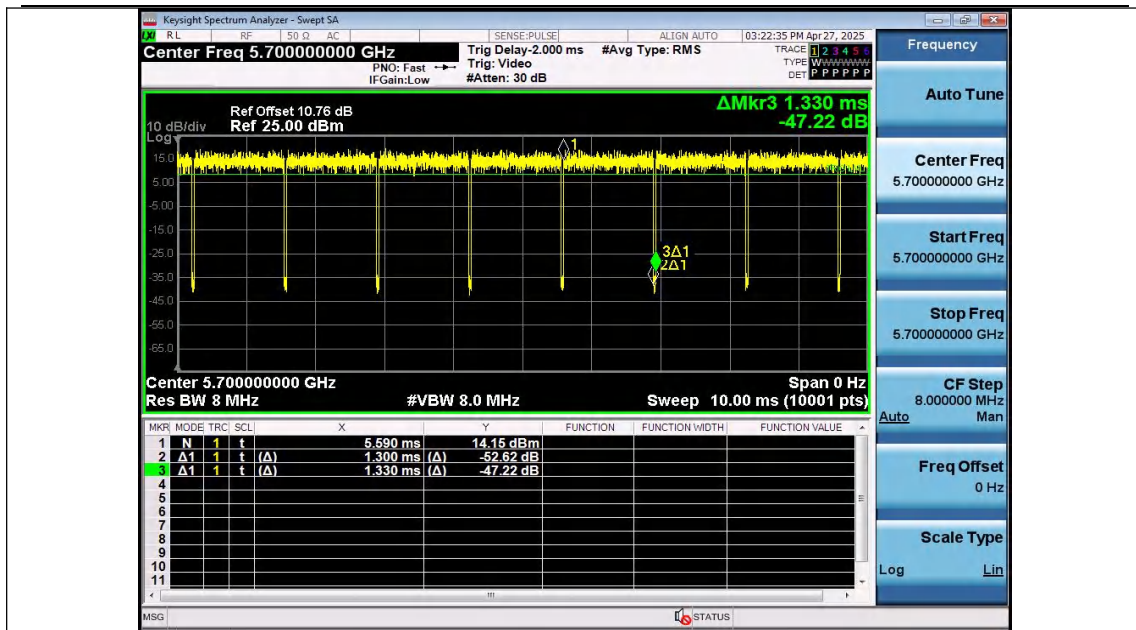 Keysight Spectrum Analyzer - Swept SA
RL RF 50 Ω AC SENSE:PULSE ALIGN AUTO 03:22:35 PM Apr 27, 2025
Center Freq 5.700000000 GHz
PNO: Fast
IFGain:Low
Trig Delay-2.000 ms
Trig: Video
#Atten: 30 dB
#Avg Type: RMS
TRACE 1 2 3 4 5 6
TYPE WWWWWW
DET P P P P P P
Ref Offset 10.76 dB
10 dB/div Ref 25.00 dBm
Log
ΔMkr3 1.330 ms
-47.22 dB
15.0
5.00
-5.00
-15.0
-25.0
-35.0
-45.0
-55.0
-65.0
1
3Δ1
2Δ1
Center 5.700000000 GHz Span 0 Hz
Res BW 8 MHz #VBW 8.0 MHz Sweep 10.00 ms (10001 pts)
MKR MODE TRC SCL X Y FUNCTION FUNCTION WIDTH FUNCTION VALUE
1 N 1 t 5.590 ms 14.15 dBm
2 Δ1 1 t (Δ) 1.300 ms (Δ) -52.62 dB
3 Δ1 1 t (Δ) 1.330 ms (Δ) -47.22 dB
4
5
6
7
8
9
10
11
MSG STATUS
Frequency
Auto Tune
Center Freq
5.700000000 GHz
Start Freq
5.700000000 GHz
Stop Freq
5.700000000 GHz
CF Step
8.000000 MHz
Auto Man
Freq Offset
0 Hz
Scale Type
Log Lin